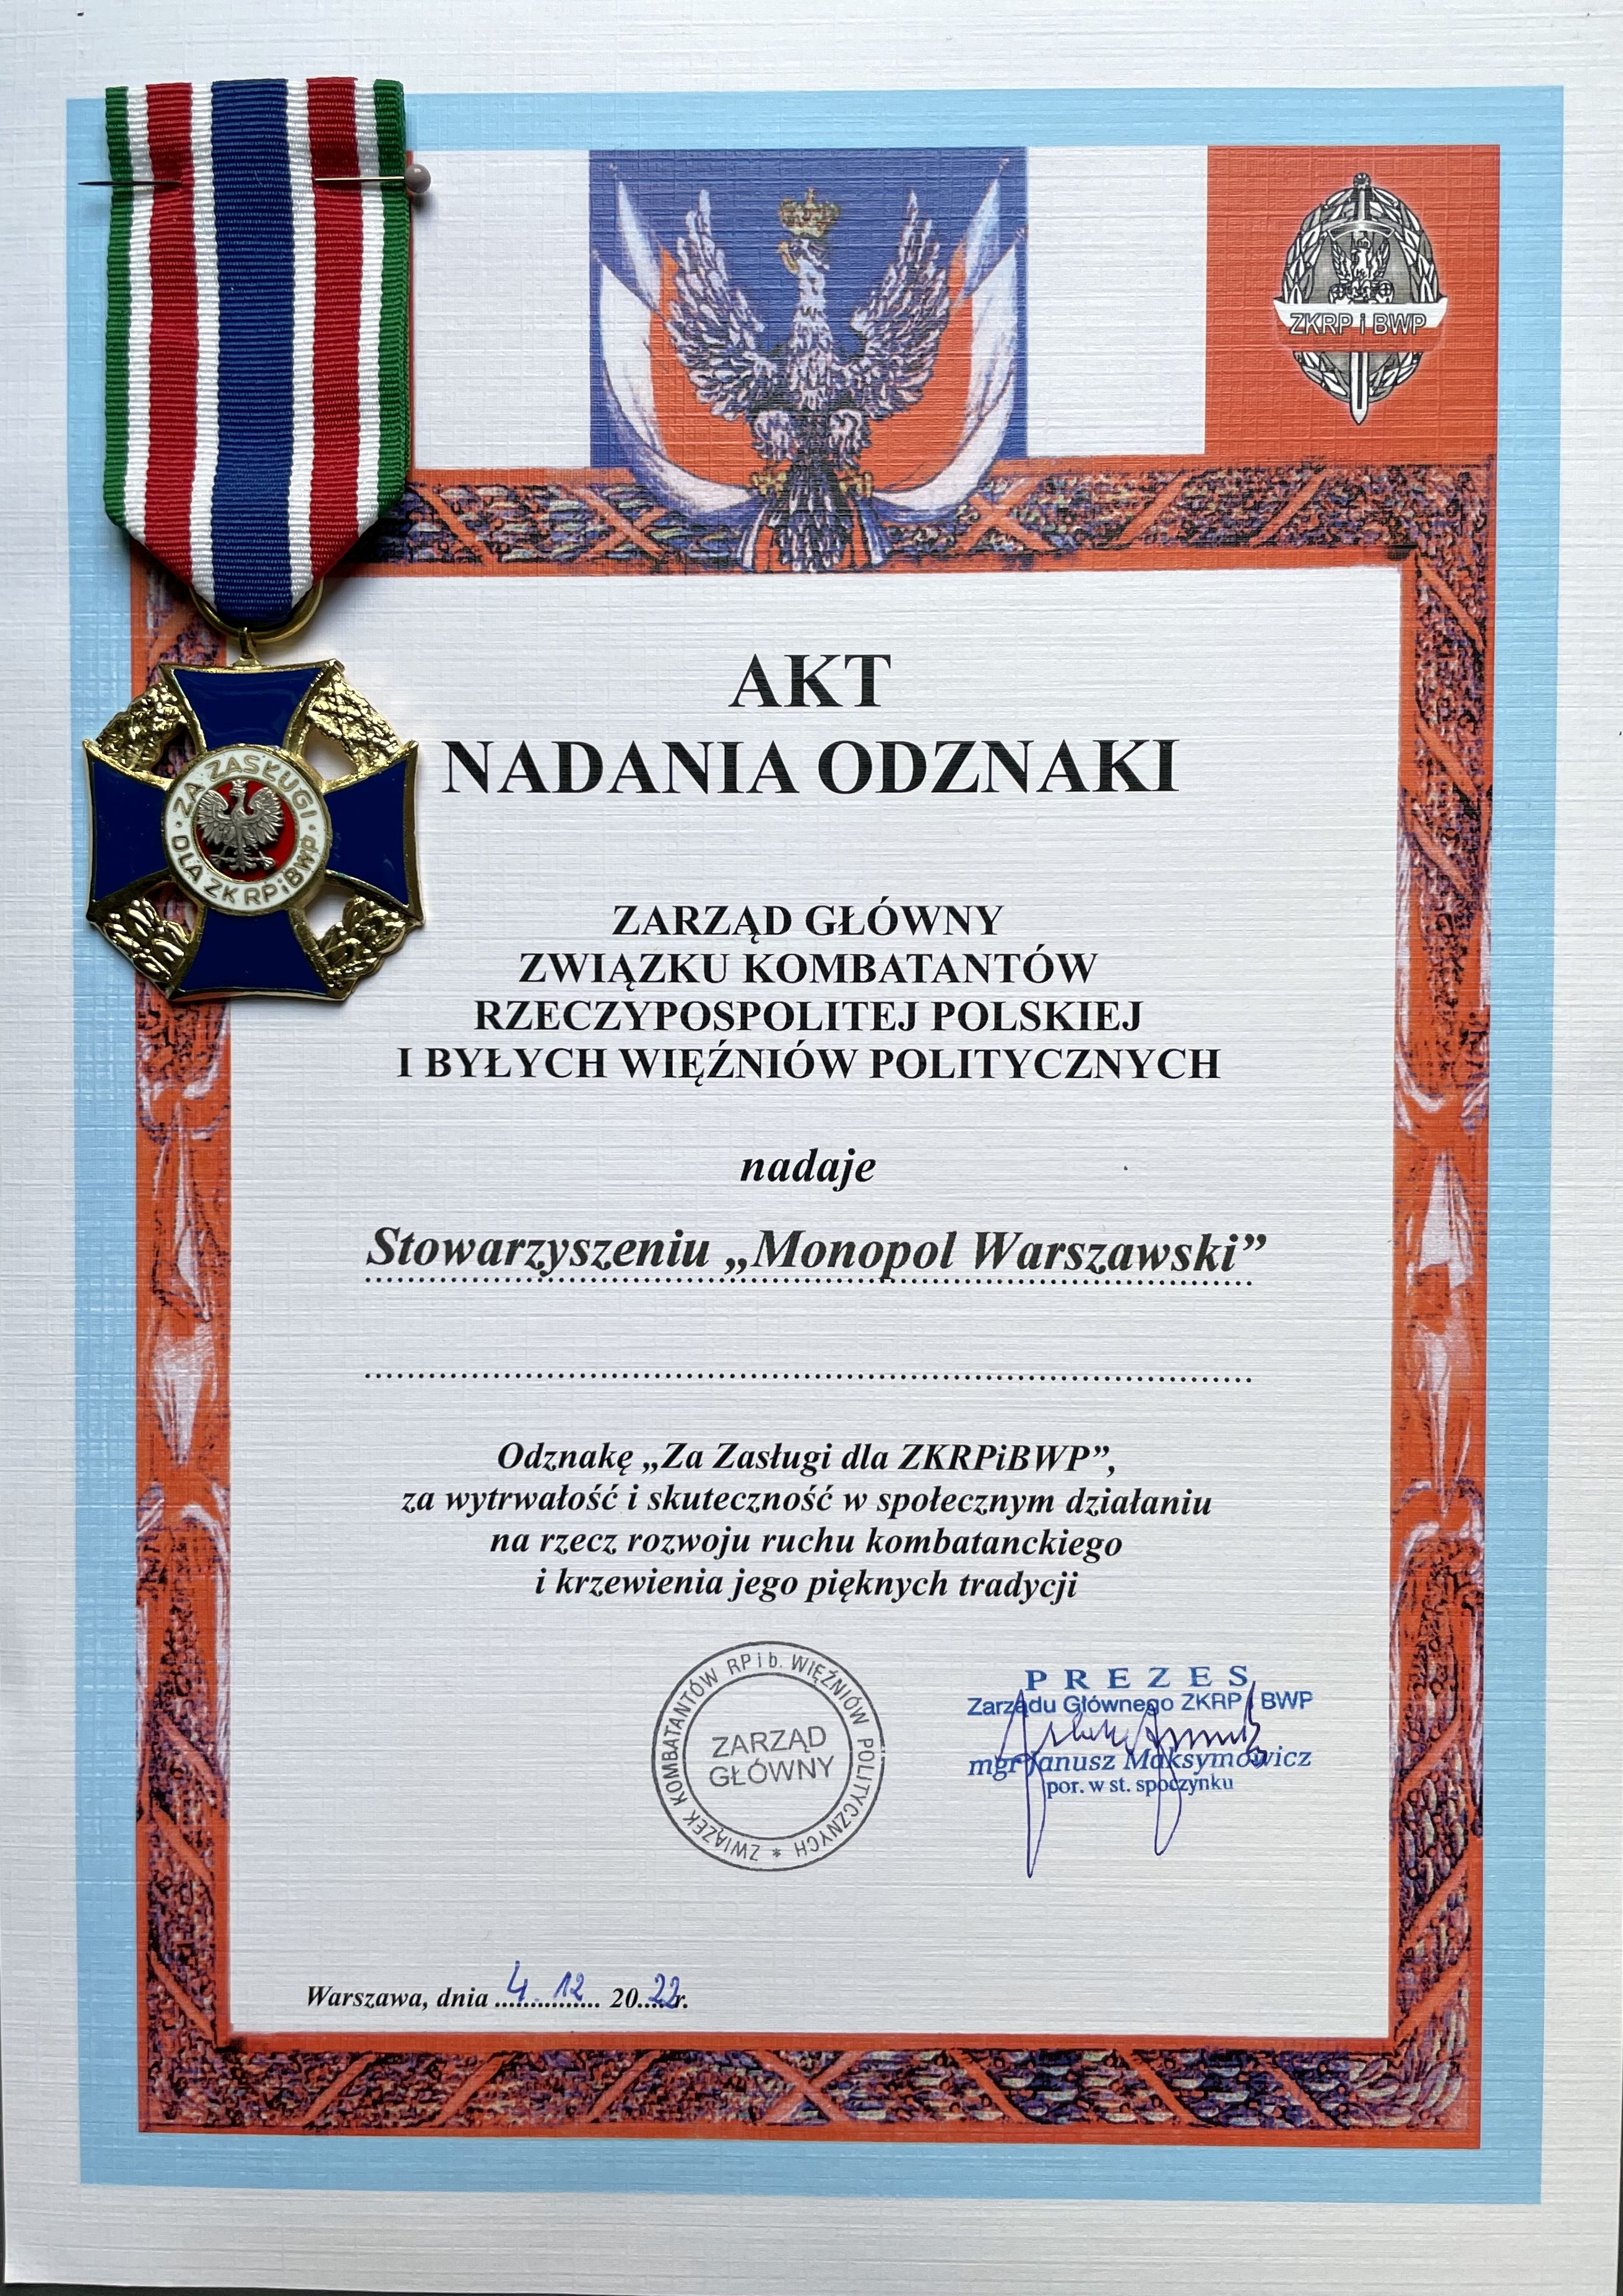 ZKRP i BWP
ZA ZASŁUGI
DLA ZK RPiBWP
AKT
NADANIA ODZNAKI
ZARZĄD GŁÓWNY
ZWIĄZKU KOMBATANTÓW
RZECZYPOSPOLITEJ POLSKIEJ
I BYŁYCH WIĘŹNIÓW POLITYCZNYCH
nadaje
Stowarzyszeniu „Monopol Warszawski”
Odznakę „Za Zasługi dla ZKRPiBWP”,
za wytrwałość i skuteczność w społecznym działaniu
na rzecz rozwoju ruchu kombatanckiego
i krzewienia jego pięknych tradycji
ZWIĄZEK KOMBATANTÓW RP i b. WIĘŹNIÓW POLITYCZNYCH *
ZARZĄD
GŁÓWNY
PREZES
Zarządu Głównego ZKRP i BWP
mgr Janusz Maksymowicz
por. w st. spoczynku
Warszawa, dnia 4. 12 2022r.